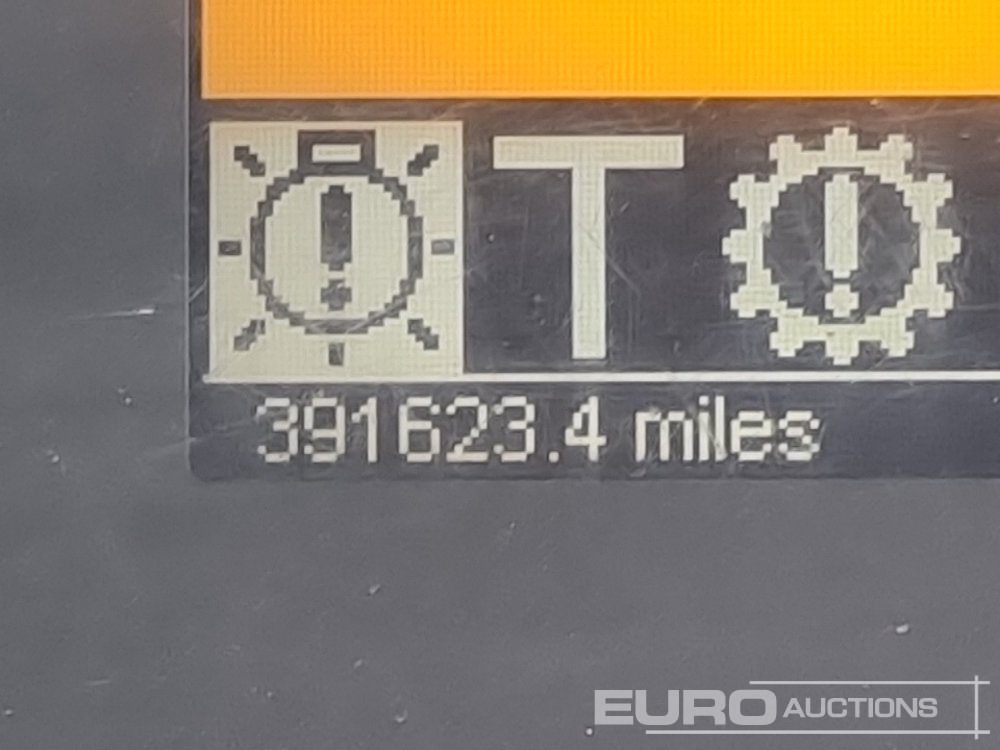 T
391623.4 miles
EURO AUCTIONS